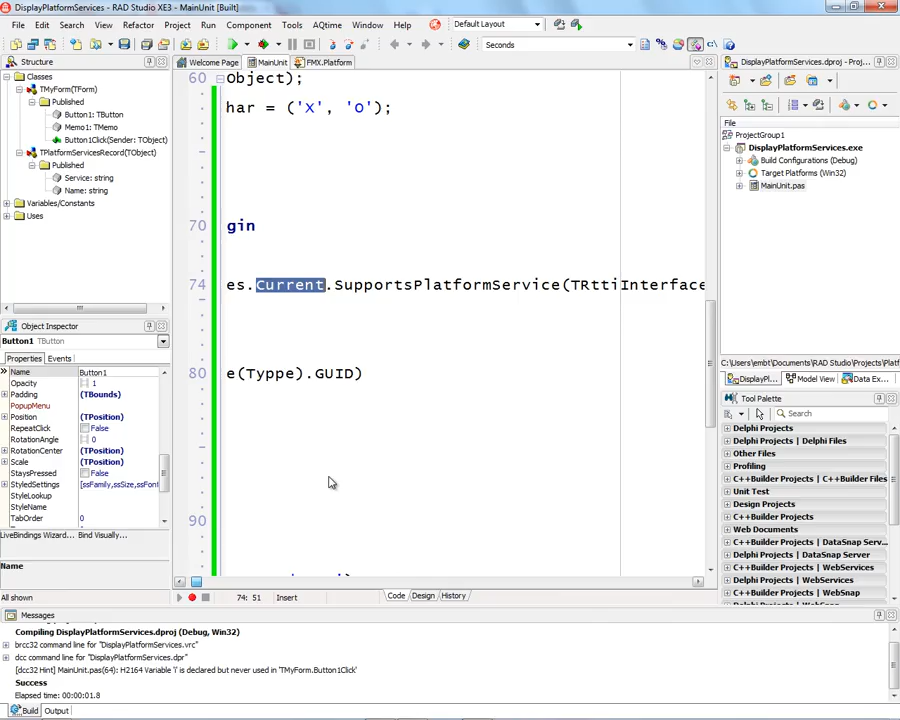 DisplayPlatformServices - RAD Studio XE3 - MainUnit [Built]
File Edit Search View Refactor Project Run Component Tools AQtime Window Help Default Layout
Seconds
Structure
Classes
TMyForm(TForm)
Published
Button1: TButton
Memo1: TMemo
Button1Click(Sender: TObject)
TPlatformServicesRecord(TObject)
Published
Service: string
Name: string
Variables/Constants
Uses
Object Inspector
Button1 TButton
Properties Events
Name Button1
Opacity 1
Padding (TBounds)
PopupMenu
Position (TPosition)
RepeatClick False
RotationAngle 0
RotationCenter (TPosition)
Scale (TPosition)
StaysPressed False
StyledSettings [ssFamily,ssSize,ssFon
StyleLookup
StyleName
TabOrder 0
LiveBindings Wizard... Bind Visually...
Name
All shown
Welcome Page MainUnit FMX.Platform
60 Object);
har = ('X', 'O');
70 gin
74 es.Current.SupportsPlatformService(TRttiInterface
80 e(Typpe).GUID)
90
74: 51 Insert Code Design History
DisplayPlatformServices.dproj - Proje...
File
ProjectGroup1
DisplayPlatformServices.exe
Build Configurations (Debug)
Target Platforms (Win32)
MainUnit.pas
C:\Users\embt\Documents\RAD Studio\Projects\Platf
DisplayPl... Model View Data Ex...
Tool Palette
Search
Delphi Projects
Delphi Projects | Delphi Files
Other Files
Profiling
C++Builder Projects | C++Builder Files
Unit Test
Design Projects
C++Builder Projects
Web Documents
C++Builder Projects | DataSnap Serv...
Delphi Projects | DataSnap Server
C++Builder Projects | WebServices
Delphi Projects | WebServices
C++Builder Projects | WebSnap
Messages
Compiling DisplayPlatformServices.dproj (Debug, Win32)
brcc32 command line for "DisplayPlatformServices.vrc"
dcc command line for "DisplayPlatformServices.dpr"
[dcc32 Hint] MainUnit.pas(64): H2164 Variable 'i' is declared but never used in 'TMyForm.Button1Click'
Success
Elapsed time: 00:00:01.8
Build Output